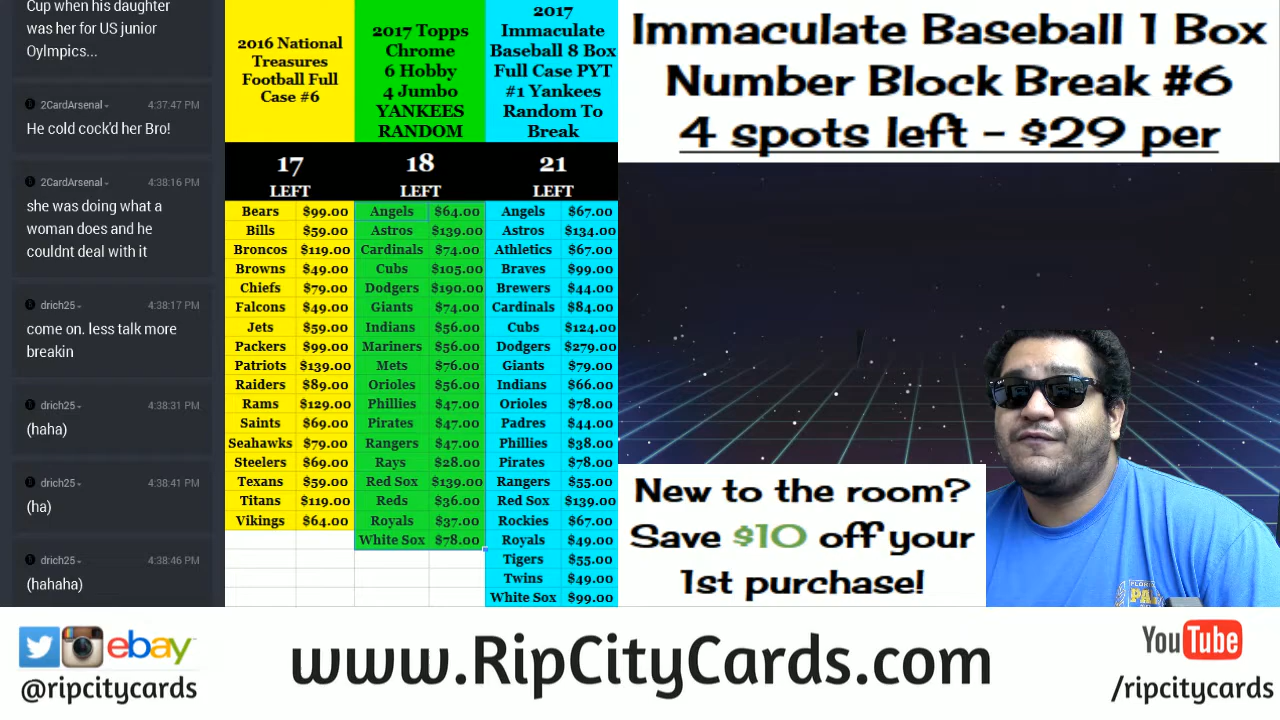 Cup when his daughter
was her for US junior
Oylmpics...
2CardArsenal 4:37:47 PM
He cold cock'd her Bro!
2CardArsenal 4:38:16 PM
she was doing what a
woman does and he
couldnt deal with it
drich25 4:38:17 PM
come on. less talk more
breakin
drich25 4:38:31 PM
(haha)
drich25 4:38:41 PM
(ha)
drich25 4:38:46 PM
(hahaha)
2016 National
Treasures
Football Full
Case #6
17
LEFT
Bears $99.00
Bills $59.00
Broncos $119.00
Browns $49.00
Chiefs $79.00
Falcons $49.00
Jets $59.00
Packers $99.00
Patriots $139.00
Raiders $89.00
Rams $129.00
Saints $69.00
Seahawks $79.00
Steelers $69.00
Texans $59.00
Titans $119.00
Vikings $64.00
2017 Topps
Chrome
6 Hobby
4 Jumbo
YANKEES
RANDOM
18
LEFT
Angels $64.00
Astros $139.00
Cardinals $74.00
Cubs $105.00
Dodgers $190.00
Giants $74.00
Indians $56.00
Mariners $56.00
Mets $76.00
Orioles $56.00
Phillies $47.00
Pirates $47.00
Rangers $47.00
Rays $28.00
Red Sox $139.00
Reds $36.00
Royals $37.00
White Sox $78.00
2017
Immaculate
Baseball 8 Box
Full Case PYT
#1 Yankees
Random To
Break
21
LEFT
Angels $67.00
Astros $134.00
Athletics $67.00
Braves $99.00
Brewers $44.00
Cardinals $84.00
Cubs $124.00
Dodgers $279.00
Giants $79.00
Indians $66.00
Orioles $78.00
Padres $44.00
Phillies $38.00
Pirates $78.00
Rangers $55.00
Red Sox $139.00
Rockies $67.00
Royals $49.00
Tigers $55.00
Twins $49.00
White Sox $99.00
Immaculate Baseball 1 Box
Number Block Break #6
4 spots left - $29 per
New to the room?
Save $10 off your
1st purchase!
ebay
@ripcitycards
www.RipCityCards.com
YouTube
/ripcitycards